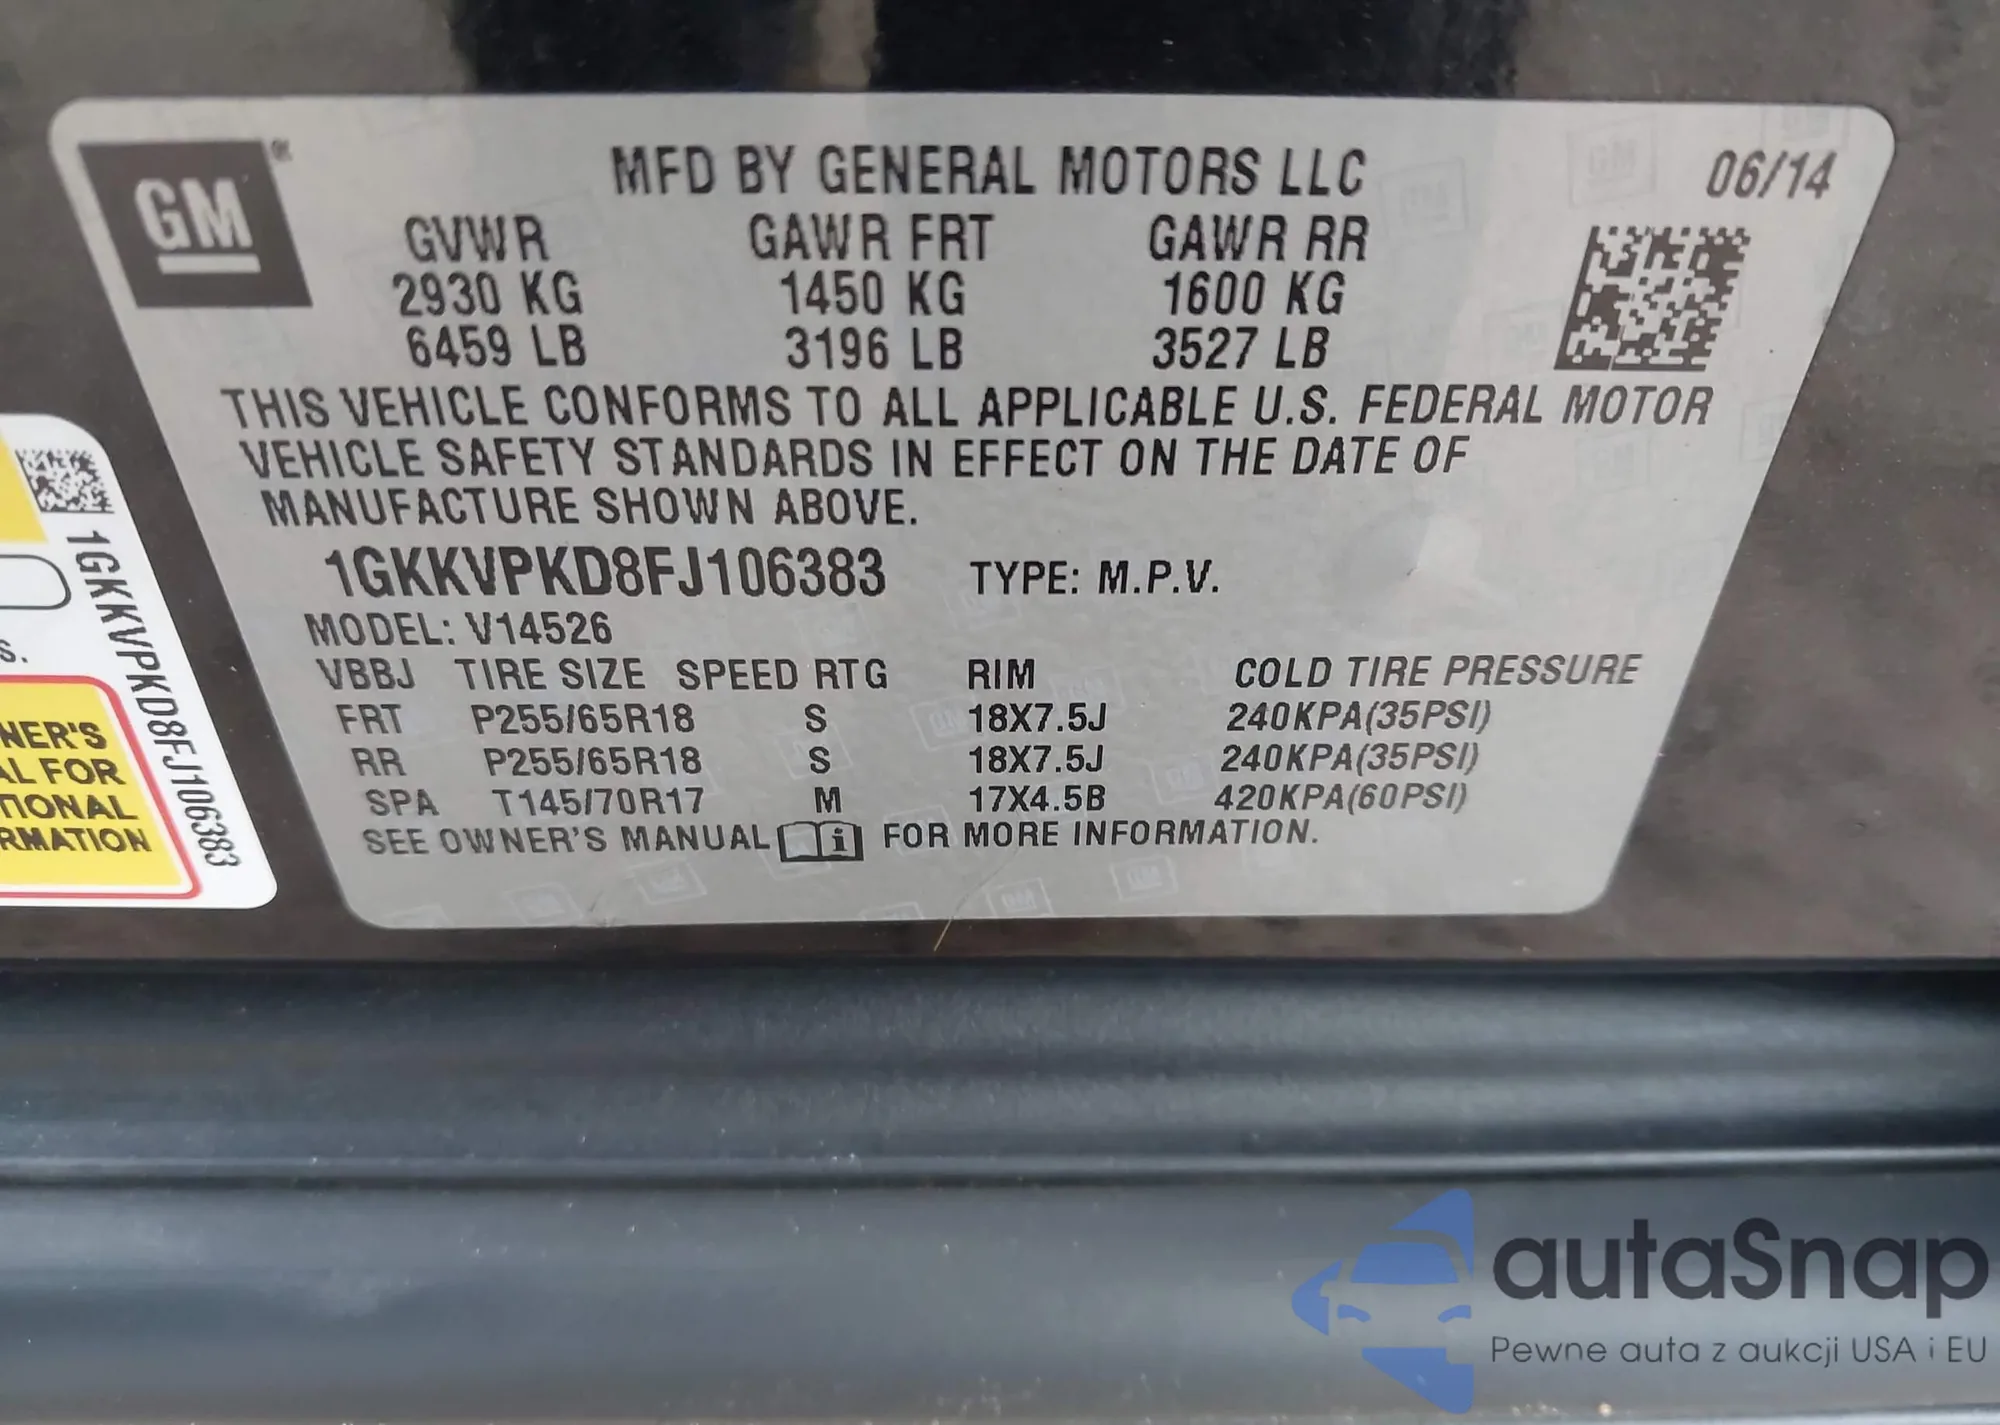 GM
MFD BY GENERAL MOTORS LLC
06/14
GVWR GAWR FRT GAWR RR
2930 KG 1450 KG 1600 KG
6459 LB 3196 LB 3527 LB
THIS VEHICLE CONFORMS TO ALL APPLICABLE U.S. FEDERAL MOTOR
VEHICLE SAFETY STANDARDS IN EFFECT ON THE DATE OF
MANUFACTURE SHOWN ABOVE.
1GKKVPKD8FJ106383 TYPE: M.P.V.
MODEL: V14526
VBBJ TIRE SIZE SPEED RTG RIM COLD TIRE PRESSURE
FRT P255/65R18 S 18X7.5J 240KPA(35PSI)
RR P255/65R18 S 18X7.5J 240KPA(35PSI)
SPA T145/70R17 M 17X4.5B 420KPA(60PSI)
SEE OWNER'S MANUAL i FOR MORE INFORMATION.
1GKKVPKD8FJ106383
S.
NER'S
AL FOR
TIONAL
RMATION
autaSnap
Pewne auta z aukcji USA i EU